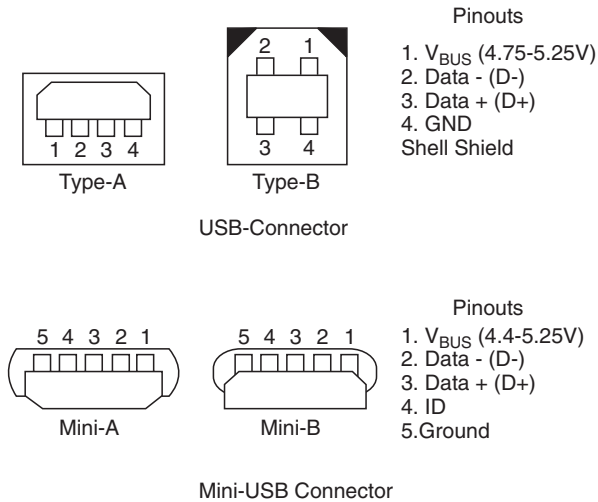 Pinouts
2 1
1. VBUS (4.75-5.25V)
2. Data - (D-)
3. Data + (D+)
4. GND
Shell Shield
1 2 3 4
3 4
Type-A
Type-B
USB-Connector
Pinouts
5 4 3 2 1
5 4 3 2 1
1. VBUS (4.4-5.25V)
2. Data - (D-)
3. Data + (D+)
4. ID
5.Ground
Mini-A
Mini-B
Mini-USB Connector